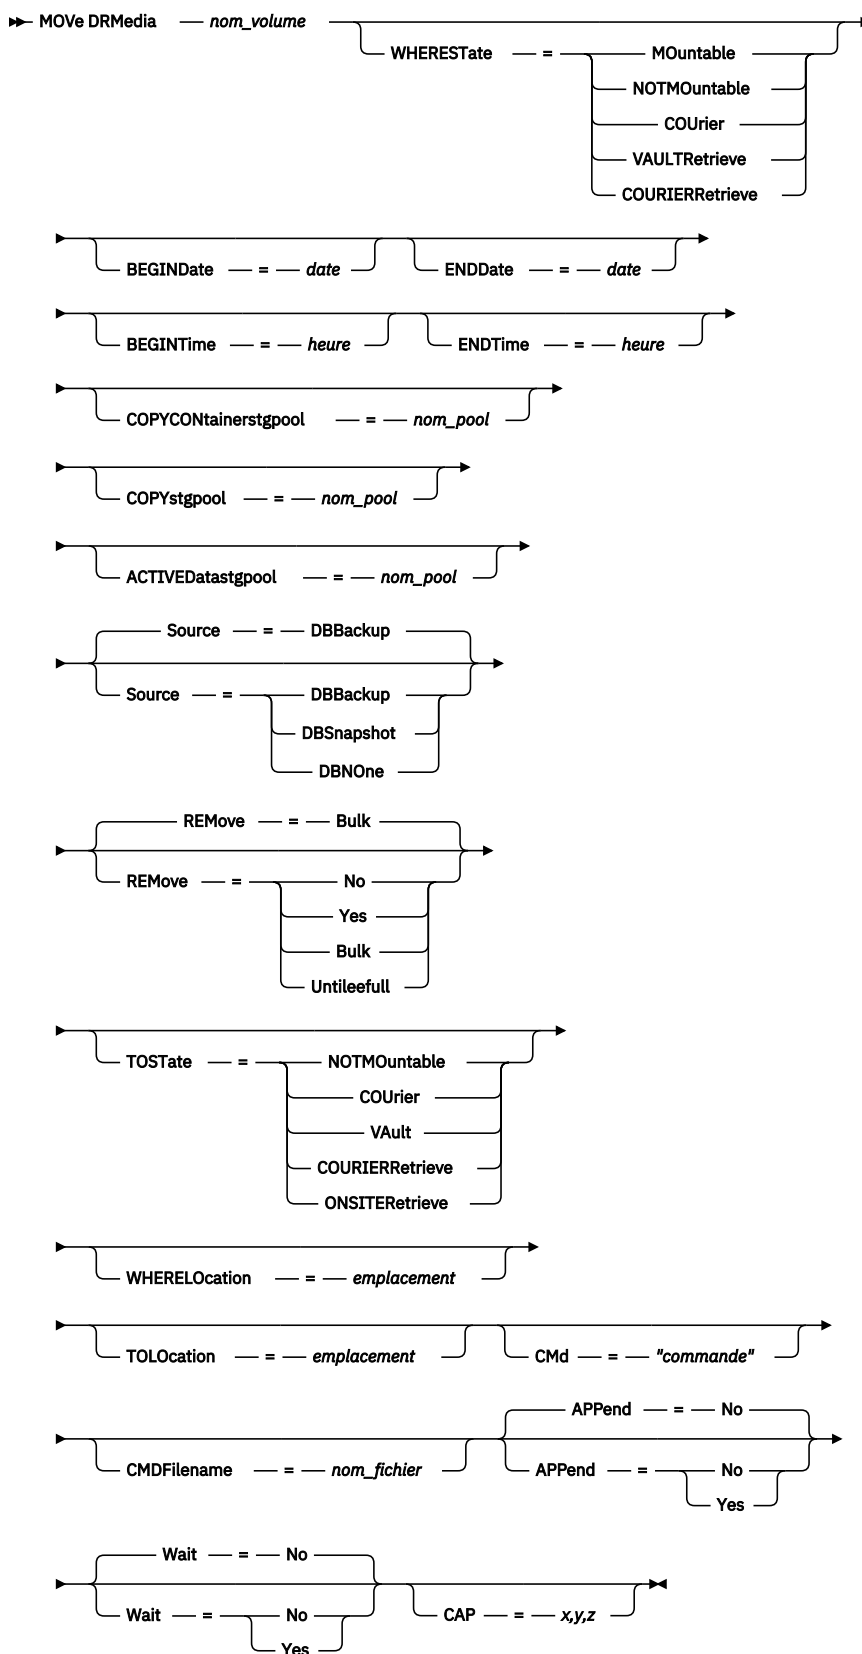 MOVe DRMedia — nom_volume
WHERESTate = MOuntable
NOTMOuntable
COUrier
VAULTRetrieve
COURIERRetrieve
BEGINDate = date ENDDate = date
BEGINTime = heure ENDTime = heure
COPYCONtainerstgpool = nom_pool
COPYstgpool = nom_pool
ACTIVEDatastgpool = nom_pool
Source = DBBackup
Source = DBBackup
DBSnapshot
DBNOne
REMove = Bulk
REMove = No
Yes
Bulk
Untileefull
TOSTate = NOTMOuntable
COUrier
VAult
COURIERRetrieve
ONSITERetrieve
WHERELOcation = emplacement
TOLOcation = emplacement CMd = "commande"
APPend = No
CMDFilename = nom_fichier APPend = No
Yes
Wait = No
Wait = No CAP = x,y,z
Yes